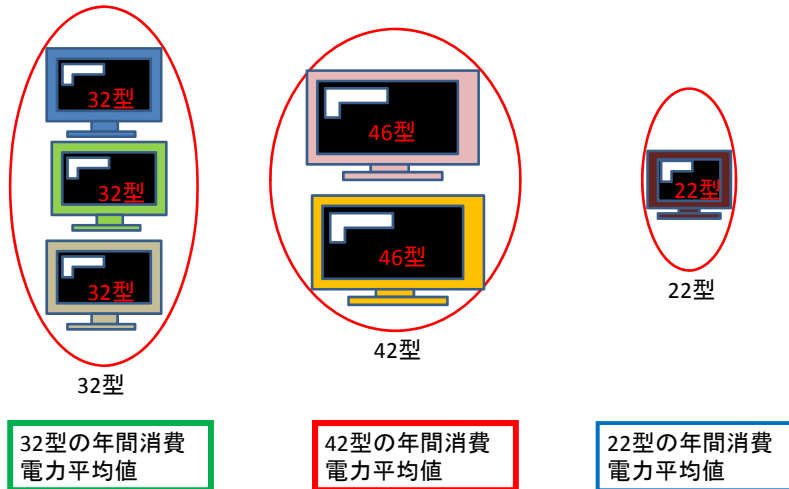 32型
32型
32型
32型
46型
46型
42型
22型
22型
32型の年間消費
電力平均値
42型の年間消費
電力平均値
22型の年間消費
電力平均値